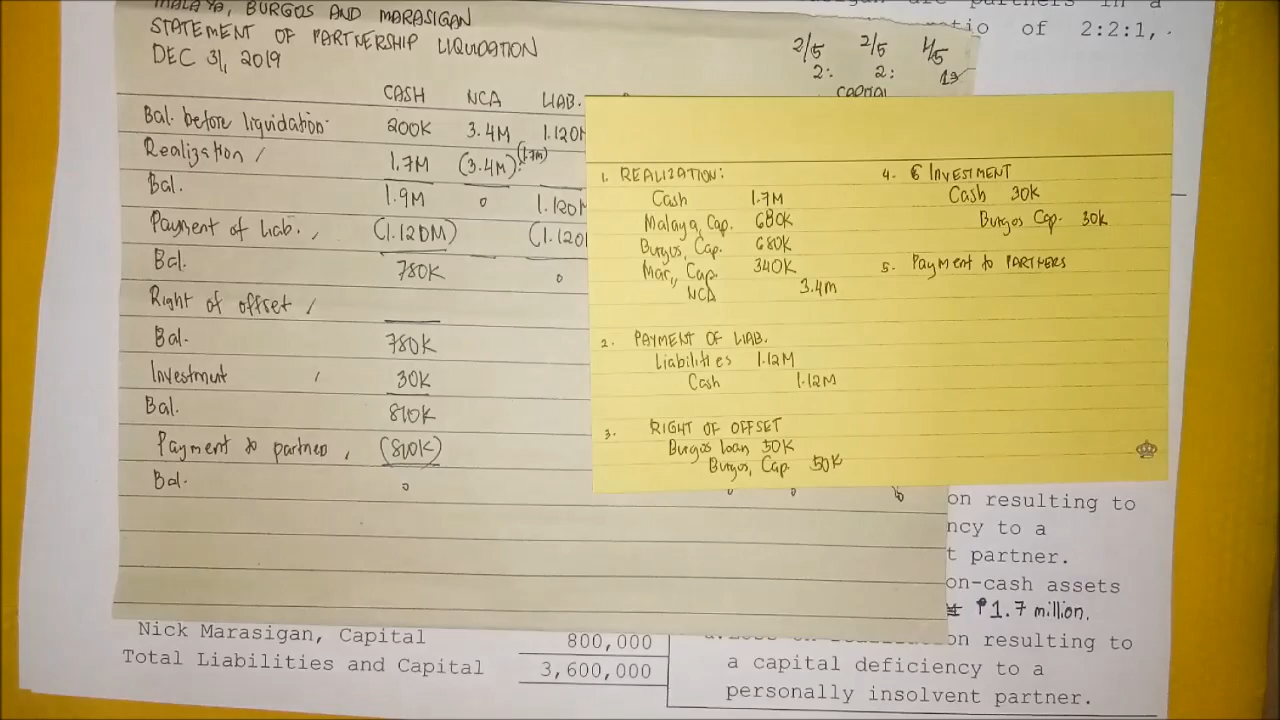 MALAYA, BURGOS AND MARASIGAN
STATEMENT OF PARTNERSHIP LIQUIDATION
DEC 31, 2019
partners in a
of 2:2:1,
2/5 2/5 1/5
2: 2:
CAPITAL
CASH NCA LIAB.
Bal. before liquidation 200K 3.4M 1.120M
Realization / 1.7M (3.4M) (1.7m)
Bal. 1.9M 0 1.120M
Payment of liab. , (1.120M) (1.120
Bal. 780K 0
Right of offset /
Bal. 780K
Investment / 30K
Bal. 810K
Payment to partner , (810K)
Bal. 0
1. REALIZATION:
Cash 1.7M
Malaya, Cap. 680K
Burgos, Cap. 680K
Mar., Cap. 340K
NCA 3.4m
2. PAYMENT OF LIAB.
Liabilities 1.12M
Cash 1.12M
3. RIGHT OF OFFSET
Burgos loan 50K
Burgos, Cap. 50K
4. INVESTMENT
Cash 30K
Burgos Cap. 30K
5. Payment to PARTNERS
on resulting to
ncy to a
t partner.
on-cash assets
₱1.7 million.
on resulting to
a capital deficiency to a
personally insolvent partner.
Nick Marasigan, Capital 800,000
Total Liabilities and Capital 3,600,000